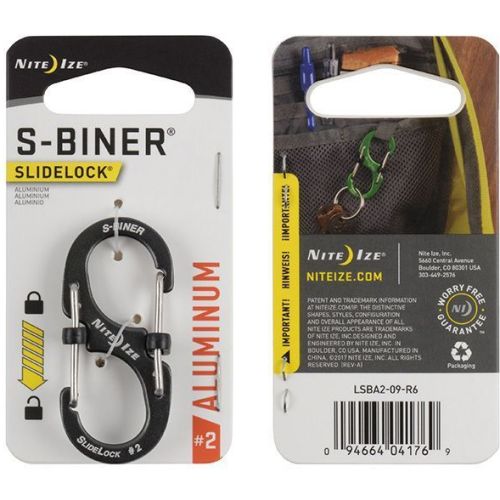 NITE IZE®
S-BINER®
SLIDELOCK®
ALUMINUM
ALUMINIUM
ALUMINIO
S-BINER
NITE IZE®
SLIDELOCK #2
#2 ALUMINUM
¡IMPORTANTE!
HINWEIS!
IMPORTANT!
NITE IZE®
NITEIZE.COM
Nite Ize, Inc.
5660 Central Avenue
Boulder, CO 80301 USA
303-449-2576
PATENT AND TRADEMARK INFORMATION
AT NITEIZE.COM/IP. THE DISTINCTIVE
SHAPES, STYLES, CONFIGURATION
AND OVERALL APPEARANCE OF ALL
NITE IZE PRODUCTS ARE TRADEMARKS
OF NITE IZE, INC. DESIGNED AND
ENGINEERED BY NITE IZE, INC. IN
BOULDER, CO USA. MANUFACTURED IN
CHINA. ©2017 NITE IZE, INC. ALL RIGHTS
RESERVED (REV-A)
WORRY FREE
NI
GUARANTEE
Packaging
LSBA2-09-R6
0 94664 04176 9